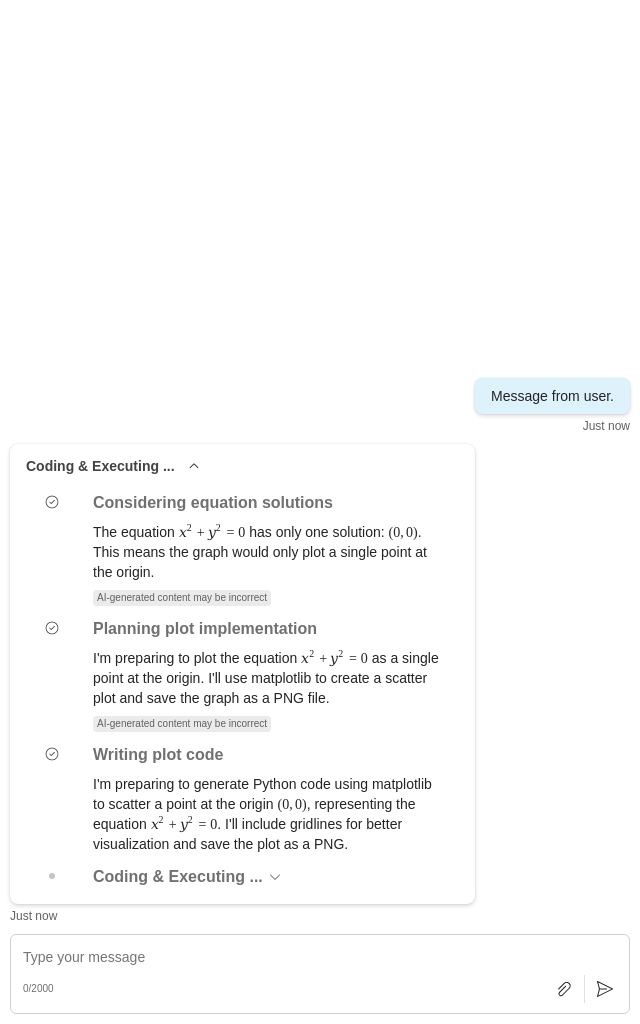 Message from user.
Just now
Coding & Executing ...
Considering equation solutions
The equation x² + y² = 0 has only one solution: (0, 0).
This means the graph would only plot a single point at
the origin.
AI-generated content may be incorrect
Planning plot implementation
I'm preparing to plot the equation x² + y² = 0 as a single
point at the origin. I'll use matplotlib to create a scatter
plot and save the graph as a PNG file.
AI-generated content may be incorrect
Writing plot code
I'm preparing to generate Python code using matplotlib
to scatter a point at the origin (0, 0), representing the
equation x² + y² = 0. I'll include gridlines for better
visualization and save the plot as a PNG.
Coding & Executing ...
Just now
Type your message
0/2000